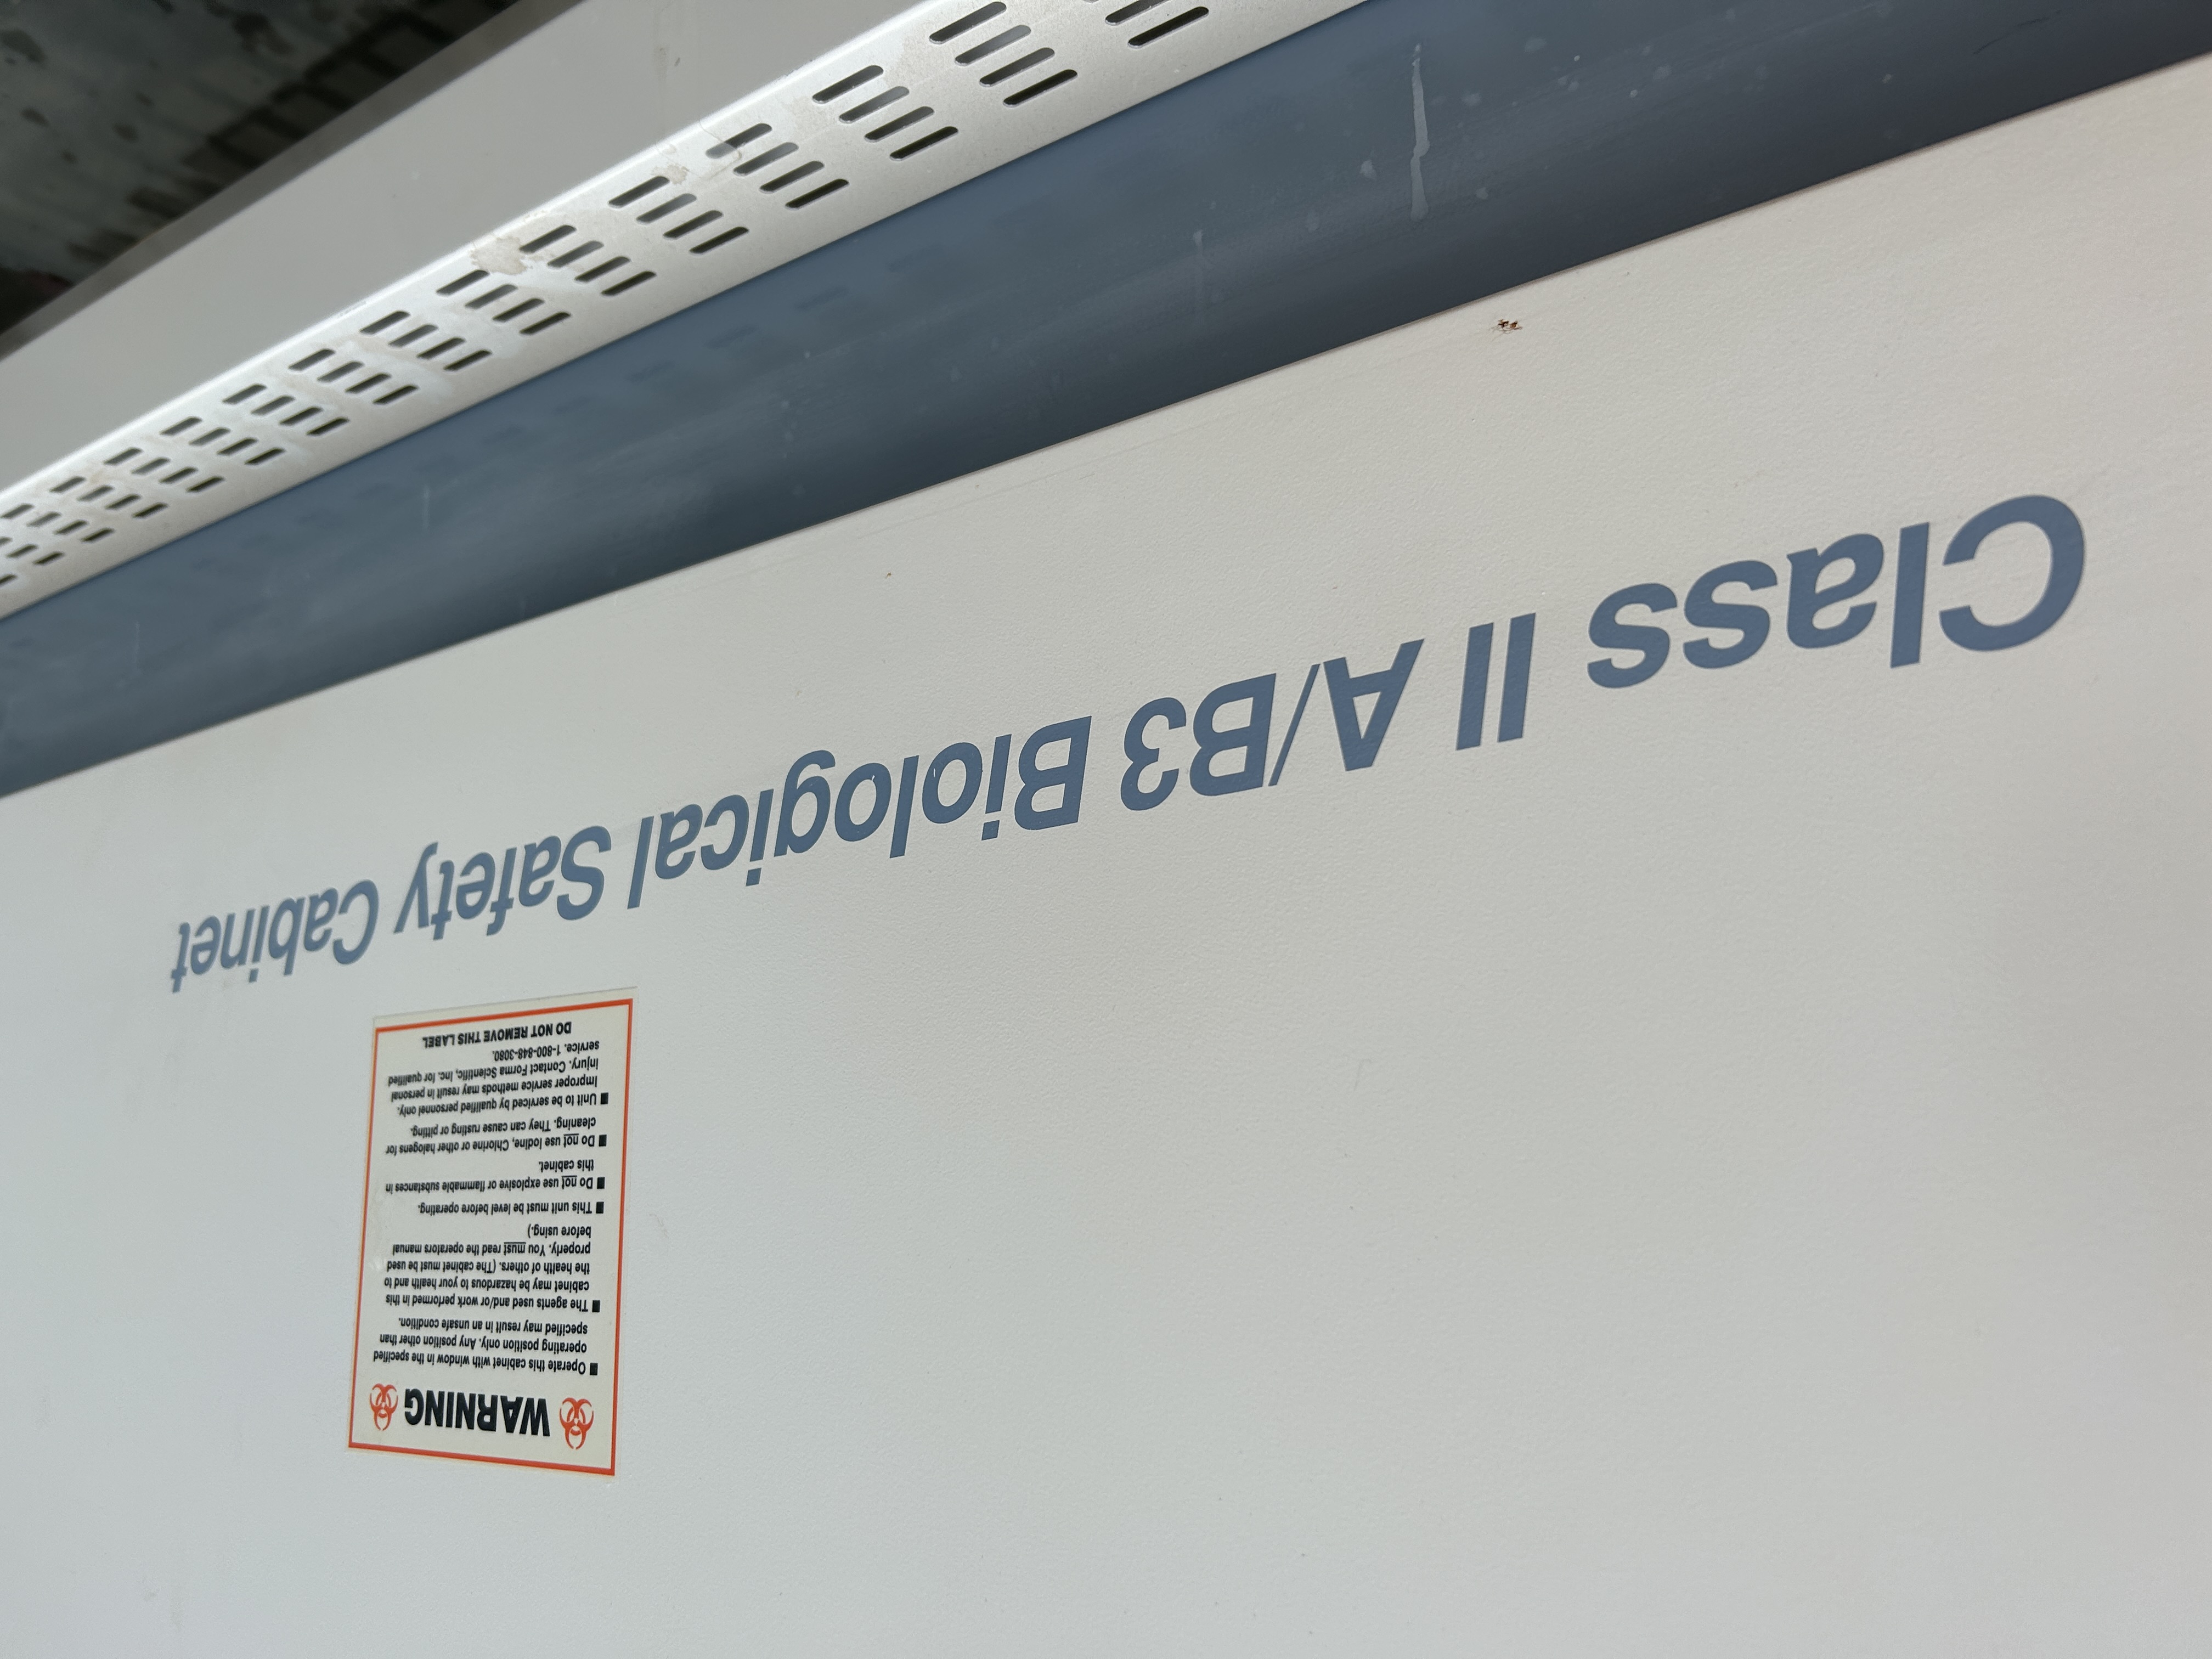 Class II A/B3 Biological Safety Cabinet
WARNING
■ Operate this cabinet with window in the specified
operating position only. Any position other than
specified may result in an unsafe condition.
■ The agents used and/or work performed in this
cabinet may be hazardous to your health and to
the health of others. (The cabinet must be used
properly. You must read the operators manual
before using.)
■ This unit must be level before operating.
■ Do not use explosive or flammable substances in
this cabinet.
■ Do not use Iodine, Chlorine or other halogens for
cleaning. They can cause rusting or pitting.
■ Unit to be serviced by qualified personnel only.
Improper service methods may result in personal
injury. Contact Forma Scientific, Inc. for qualified
service. 1-800-848-3080.
DO NOT REMOVE THIS LABEL